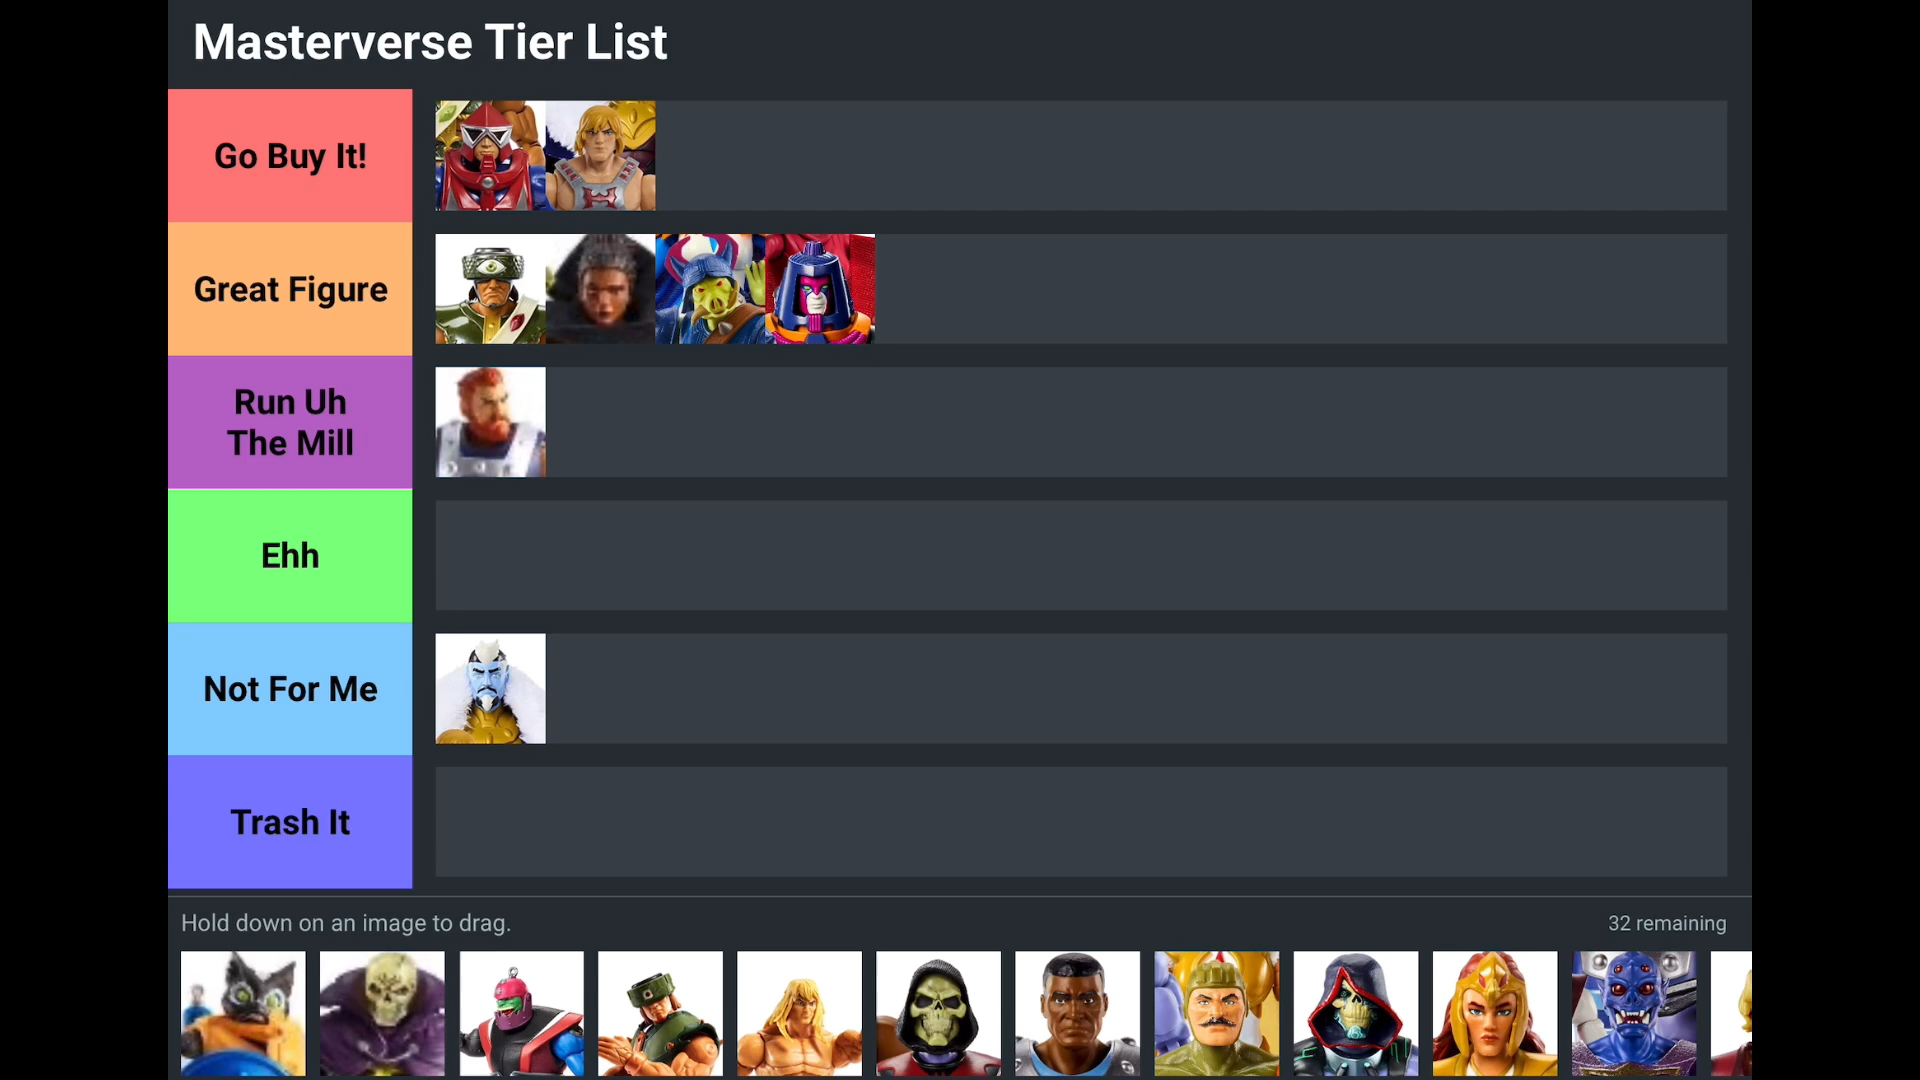 Masterverse Tier List
Go Buy It!
Great Figure
Run Uh
The Mill
Ehh
Not For Me
Trash It
Hold down on an image to drag.
32 remaining